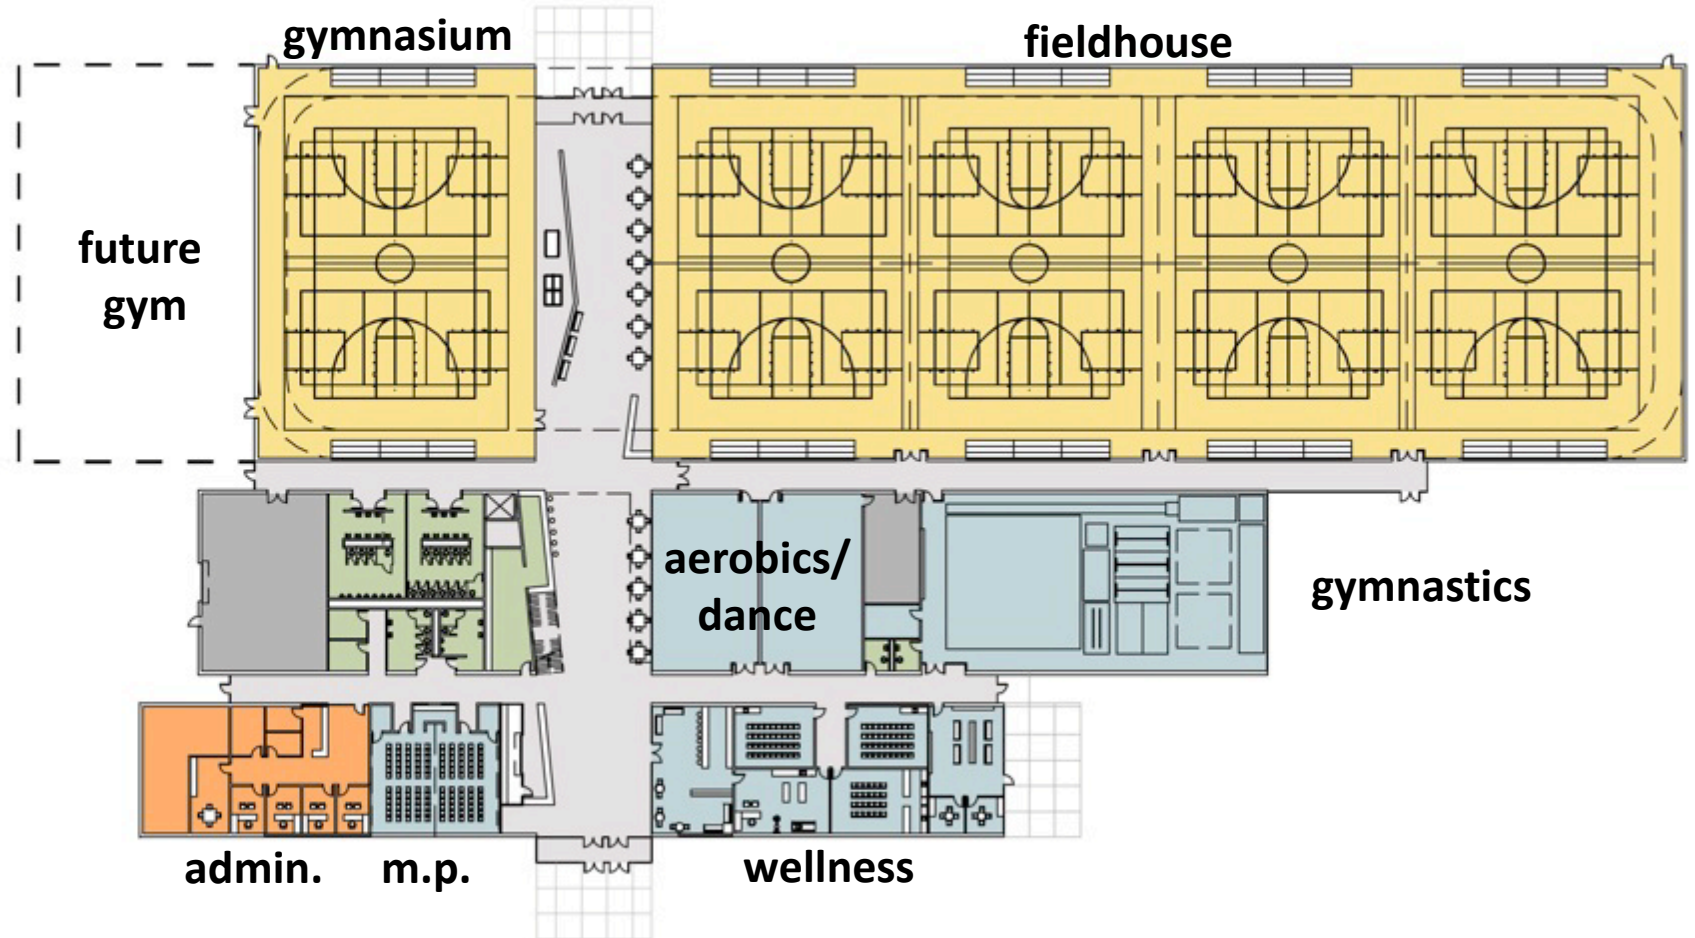 gymnasium
fieldhouse
future
gym
aerobics/
dance
gymnastics
admin.
m.p.
wellness